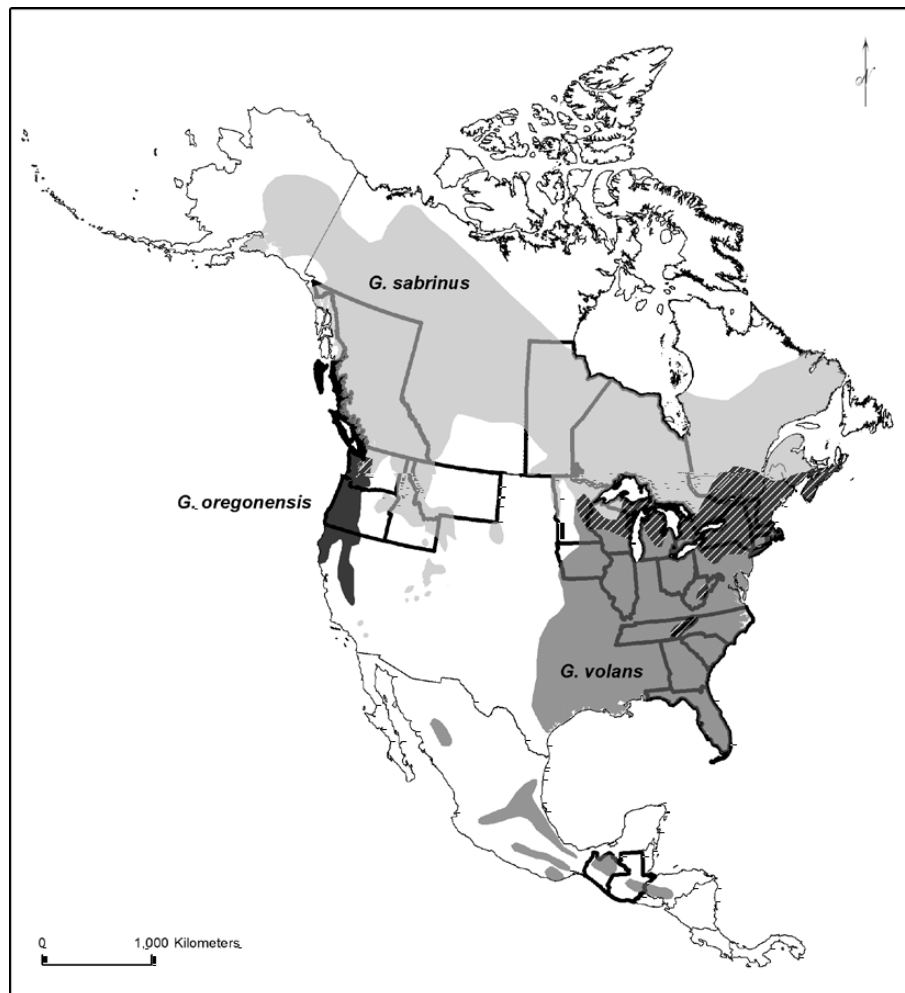 N
G. sabrinus
G. oregonensis
G. volans
0 1,000 Kilometers